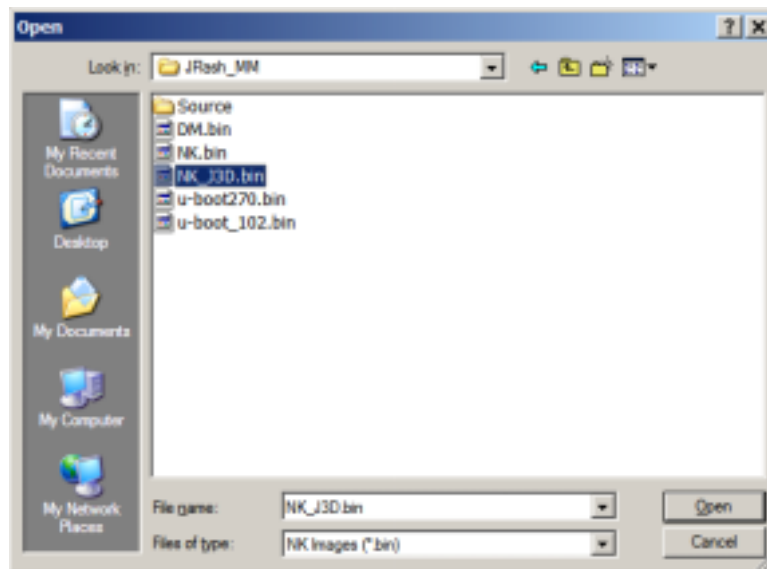 Open
Look in: JRash_MM
Source
DM.bin
NK.bin
NK_J3D.bin
u-boot270.bin
u-boot_102.bin
My Recent
Documents
Desktop
My Documents
My Computer
My Network
Places
File name: NK_J3D.bin Open
Files of type: NK Images (*.bin) Cancel